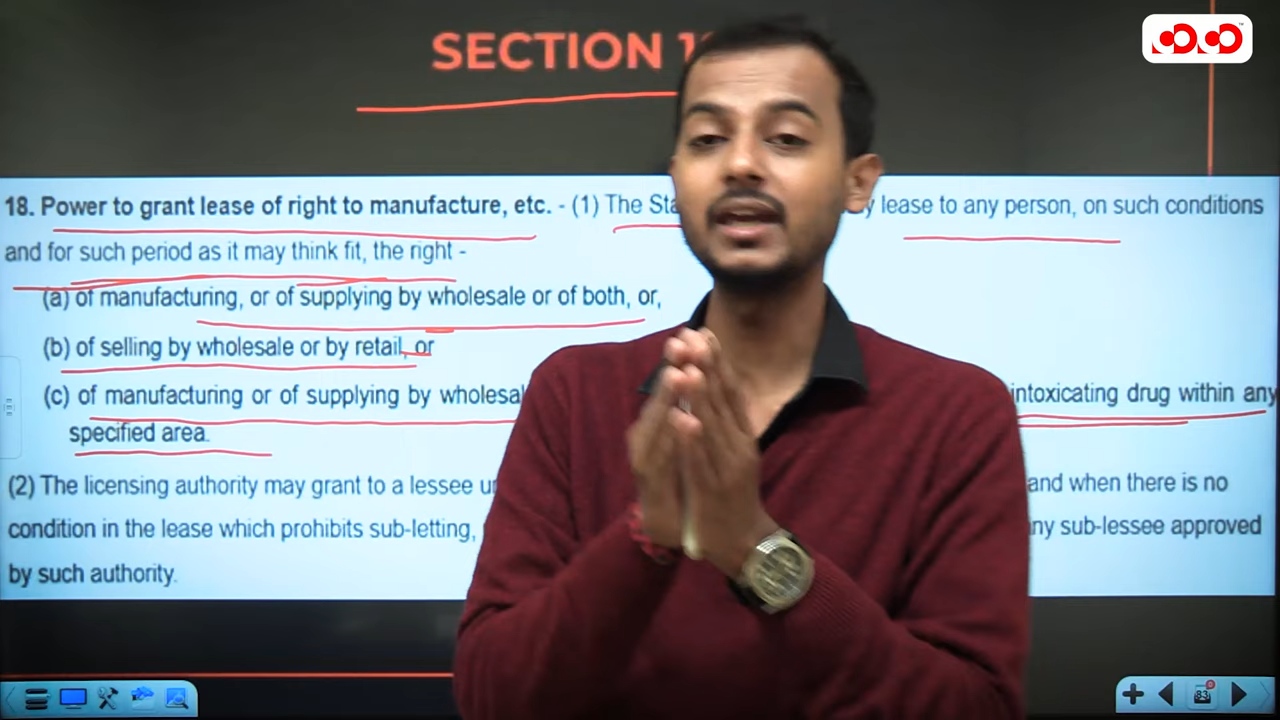 SECTION
18. Power to grant lease of right to manufacture, etc. - (1) The lease to any person, on such conditions
and for such period as it may think fit, the right -
(a) of manufacturing, or of supplying by wholesale or of both, or,
(b) of selling by wholesale or by retail, or
(c) of manufacturing or of supplying by intoxicating drug within any
specified area.
(2) The licensing authority may grant to a lessee and when there is no
condition in the lease which prohibits sub-letting, sub-lessee approved
by such authority.
83